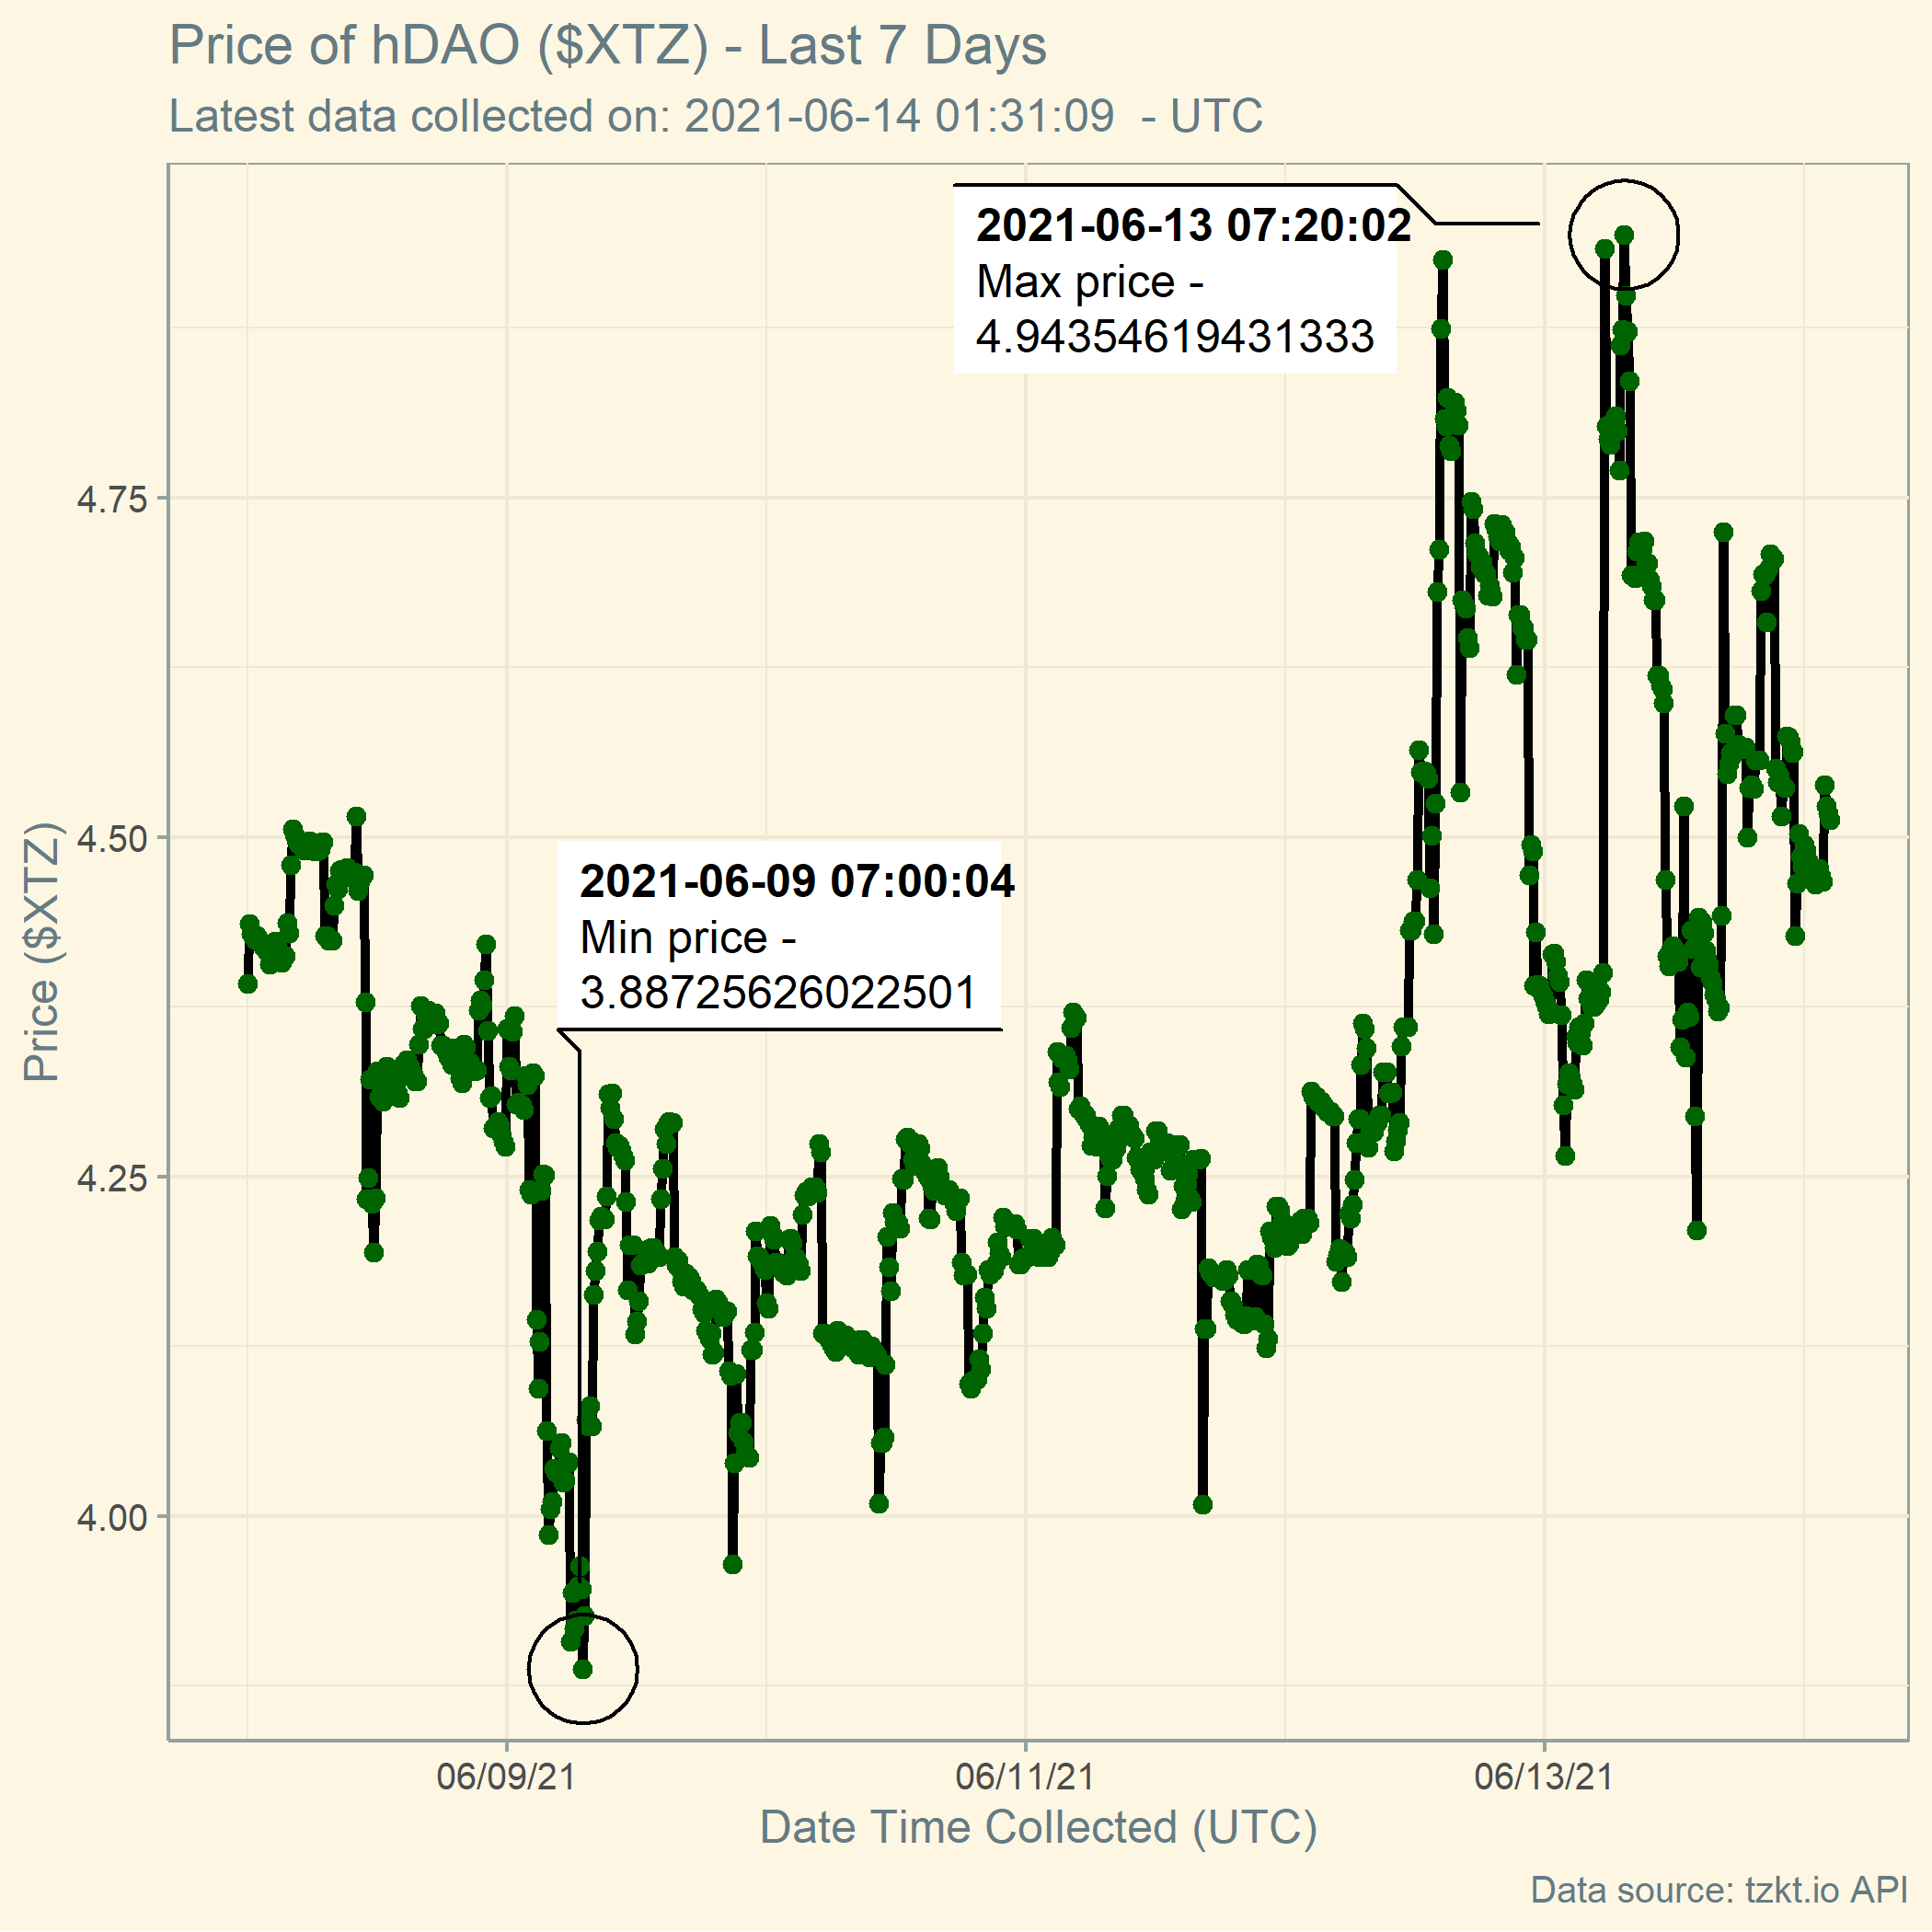 Price of hDAO ($XTZ) - Last 7 Days
Latest data collected on: 2021-06-14 01:31:09  - UTC
2021-06-13 07:20:02
Max price -
4.94354619431333
4.75
4.50
2021-06-09 07:00:04
Min price -
3.88725626022501
Price ($XTZ)
4.25
4.00
06/09/21
06/11/21
06/13/21
Date Time Collected (UTC)
Data source: tzkt.io API